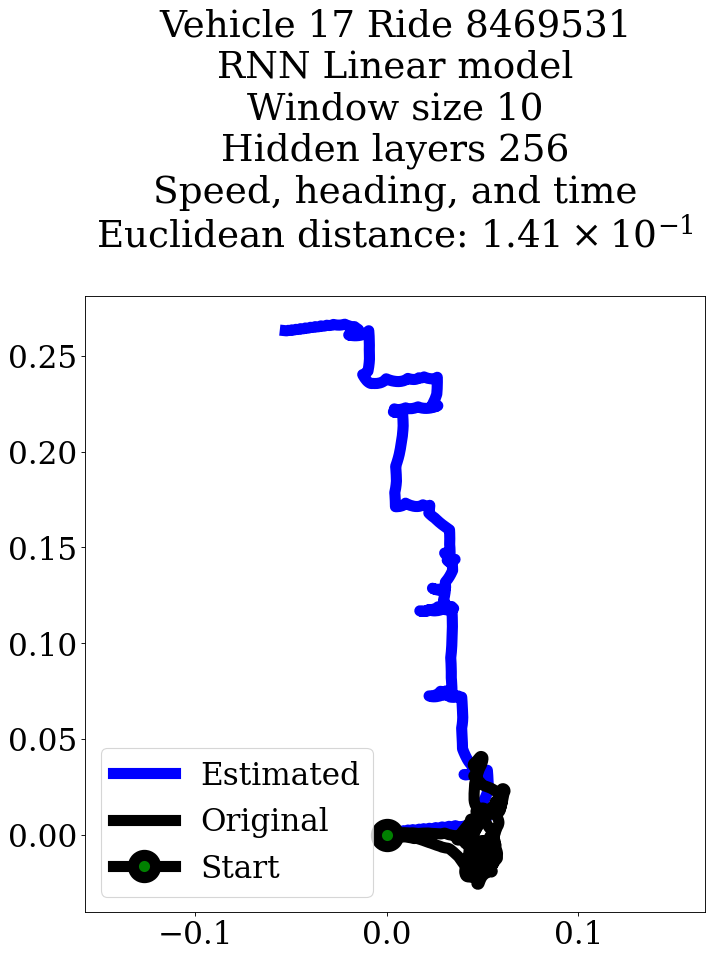 Vehicle 17 Ride 8469531
RNN Linear model
Window size 10
Hidden layers 256
Speed, heading, and time
Euclidean distance: 1.41 × 10⁻¹
0.25
0.20
0.15
0.10
0.05
0.00
Estimated
Original
Start
−0.1 0.0 0.1